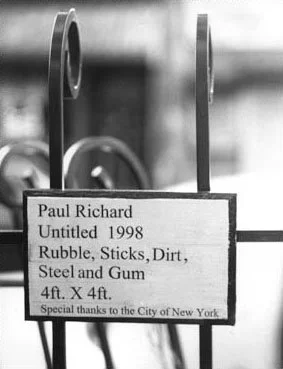 Paul Richard
Untitled 1998
Rubble, Sticks, Dirt,
Steel and Gum
4ft. X 4ft.
Special thanks to the City of New York